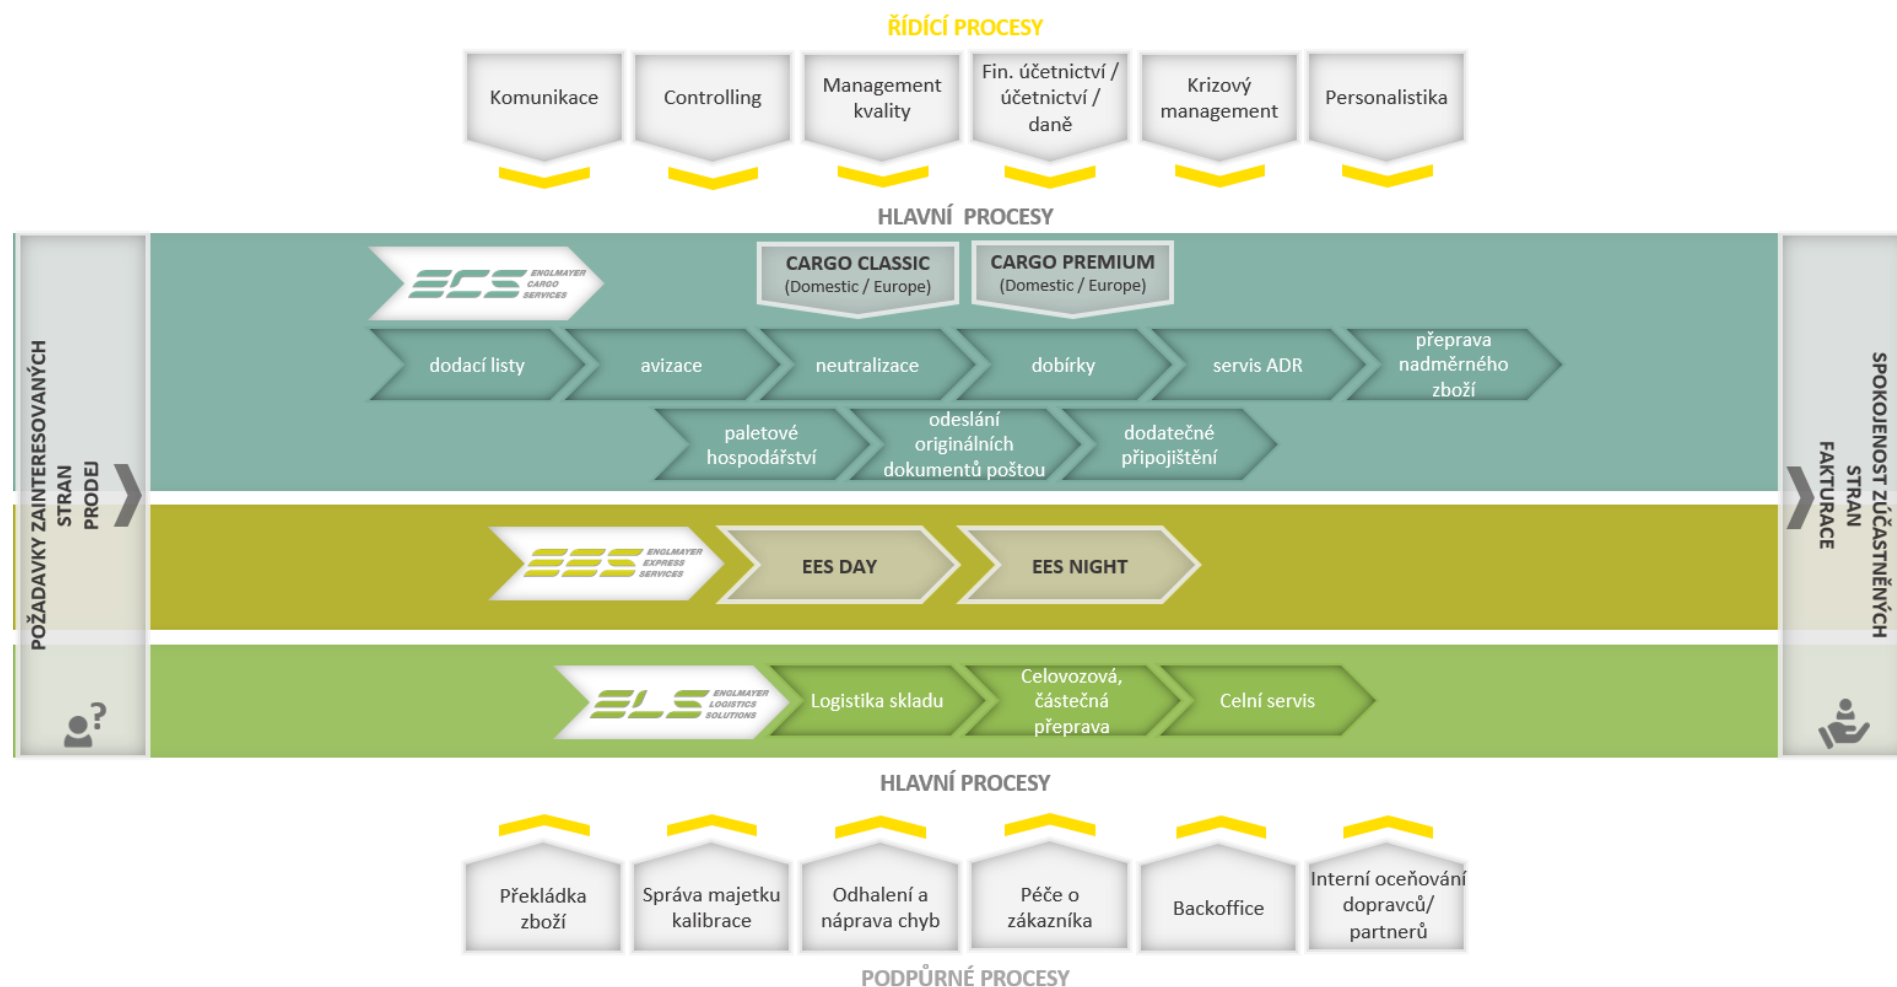 ŘÍDÍCÍ PROCESY
Komunikace
Controlling
Management
kvality
Fin. účetnictví /
účetnictví /
daně
Krizový
management
Personalistika
HLAVNÍ PROCESY
POŽADAVKY ZAINTERESOVANÝCH
STRAN
PRODEJ
?
ECS ENGLMAYER
CARGO
SERVICES
CARGO CLASSIC
(Domestic / Europe)
CARGO PREMIUM
(Domestic / Europe)
dodací listy
avizace
neutralizace
dobírky
servis ADR
přeprava
nadměrného
zboží
paletové
hospodářství
odeslání
originálních
dokumentů poštou
dodatečné
připojištění
EES ENGLMAYER
EXPRESS
SERVICES
EES DAY
EES NIGHT
ELS ENGLMAYER
LOGISTICS
SOLUTIONS
Logistika skladu
Celovozová,
částečná
přeprava
Celní servis
SPOKOJENOST ZÚČASTNĚNÝCH
STRAN
FAKTURACE
HLAVNÍ PROCESY
Překládka
zboží
Správa majetku
kalibrace
Odhalení a
náprava chyb
Péče o
zákazníka
Backoffice
Interní oceňování
dopravců/
partnerů
PODPŮRNÉ PROCESY